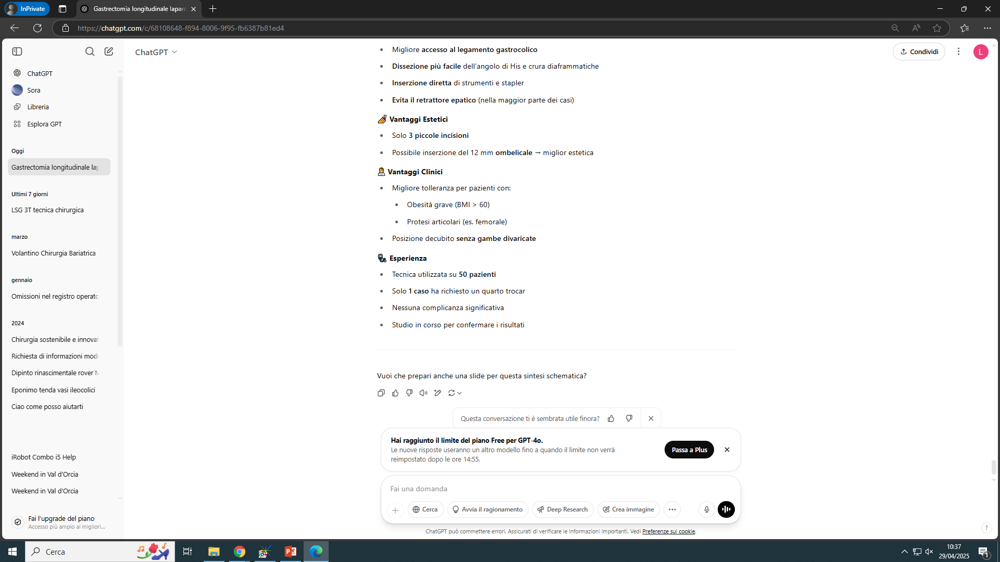 InPrivate
Gastrectomia longitudinale laparo
https://chatgpt.com/c/68108648-f894-8006-9f95-fb6387b81ed4
ChatGPT
Sora
Libreria
Esplora GPT
Oggi
Gastrectomia longitudinale lap
Ultimi 7 giorni
LSG 3T tecnica chirurgica
marzo
Volantino Chirurgia Bariatrica
gennaio
Omissioni nel registro operato
2024
Chirurgia sostenibile e innovat
Richiesta di informazioni mode
Dipinto rinascimentale rover M
Eponimo tenda vasi ileocolici
Ciao come posso aiutarti
iRobot Combo i5 Help
Weekend in Val d'Orcia
Weekend in Val d'Orcia
Fai l'upgrade del piano
Accesso più ampio ai migliori...
ChatGPT
Condividi
L
• Migliore accesso al legamento gastrocolico
• Dissezione più facile dell'angolo di His e crura diaframmatiche
• Inserzione diretta di strumenti e stapler
• Evita il retrattore epatico (nella maggior parte dei casi)
💅 Vantaggi Estetici
• Solo 3 piccole incisioni
• Possibile inserzione del 12 mm ombelicale → miglior estetica
Vantaggi Clinici
• Migliore tolleranza per pazienti con:
• Obesità grave (BMI > 60)
• Protesi articolari (es. femorale)
• Posizione decubito senza gambe divaricate
🩺 Esperienza
• Tecnica utilizzata su 50 pazienti
• Solo 1 caso ha richiesto un quarto trocar
• Nessuna complicanza significativa
• Studio in corso per confermare i risultati
Vuoi che prepari anche una slide per questa sintesi schematica?
Questa conversazione ti è sembrata utile finora?
Hai raggiunto il limite del piano Free per GPT-4o.
Le nuove risposte useranno un altro modello fino a quando il limite non verrà
reimpostato dopo le ore 14:55.
Passa a Plus
Fai una domanda
Cerca
Avvia il ragionamento
Deep Research
Crea immagine
ChatGPT può commettere errori. Assicurati di verificare le informazioni importanti. Vedi Preferenze sui cookie.
?
Cerca
10:37
29/04/2025
1